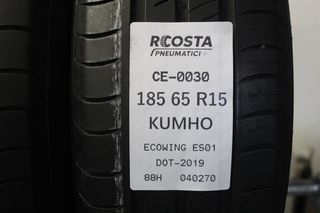 RCOSTA
PNEUMATICI
CE-0030
185 65 R15
KUMHO
ECOWING ES01
DOT-2019
88H 040270